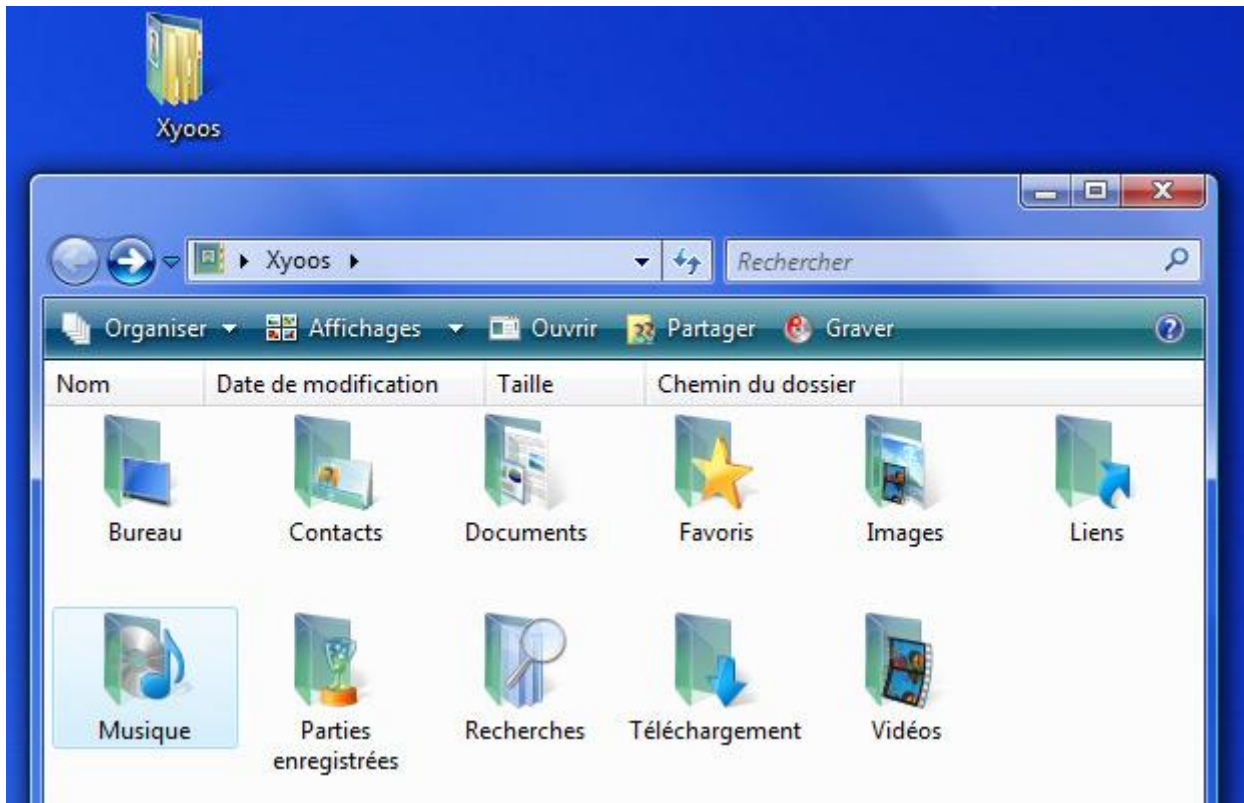 Xyoos
Xyoos
Rechercher
Organiser Affichages Ouvrir Partager Graver
Nom Date de modification Taille Chemin du dossier
Bureau Contacts Documents Favoris Images Liens
Musique Parties Recherches Téléchargement Vidéos
enregistrées